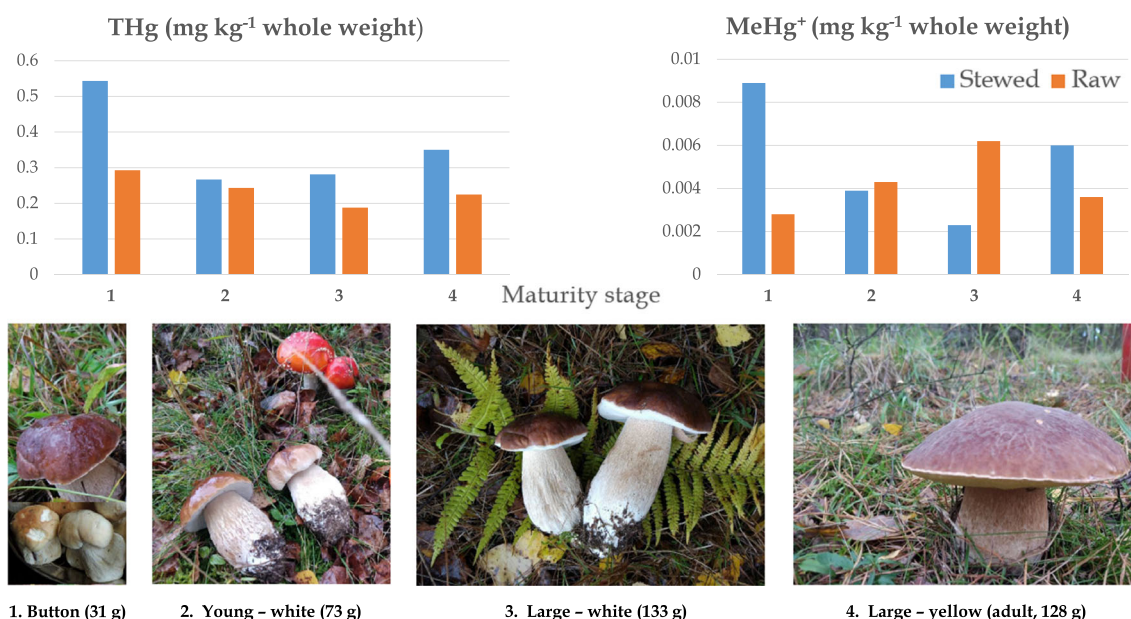 THg (mg kg-1 whole weight)
0.6
0.5
0.4
0.3
0.2
0.1
0
1 2 3 4
MeHg+ (mg kg-1 whole weight)
Stewed Raw
0.01
0.008
0.006
0.004
0.002
0
1 2 3 4
Maturity stage
1. Button (31 g)
2. Young – white (73 g)
3. Large – white (133 g)
4. Large – yellow (adult, 128 g)